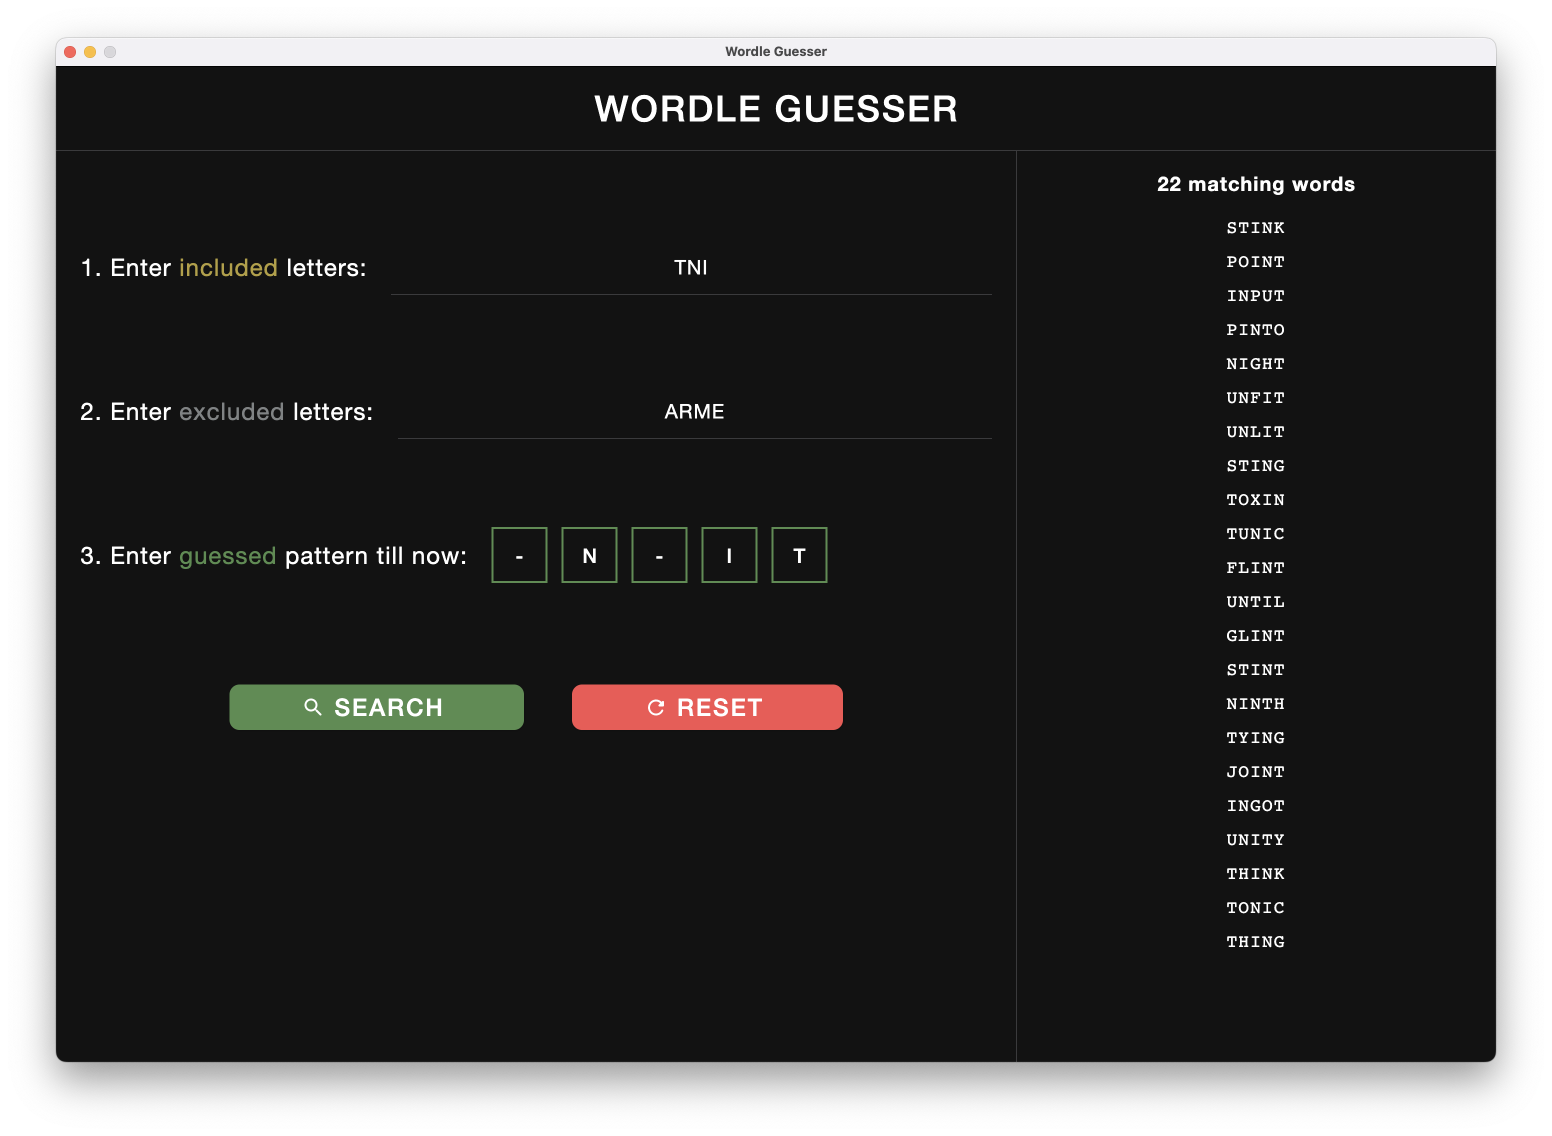 Wordle Guesser
WORDLE GUESSER
1. Enter included letters: TNI
2. Enter excluded letters: ARME
3. Enter guessed pattern till now: - N - I T
SEARCH RESET
22 matching words
STINK
POINT
INPUT
PINTO
NIGHT
UNFIT
UNLIT
STING
TOXIN
TUNIC
FLINT
UNTIL
GLINT
STINT
NINTH
TYING
JOINT
INGOT
UNITY
THINK
TONIC
THING